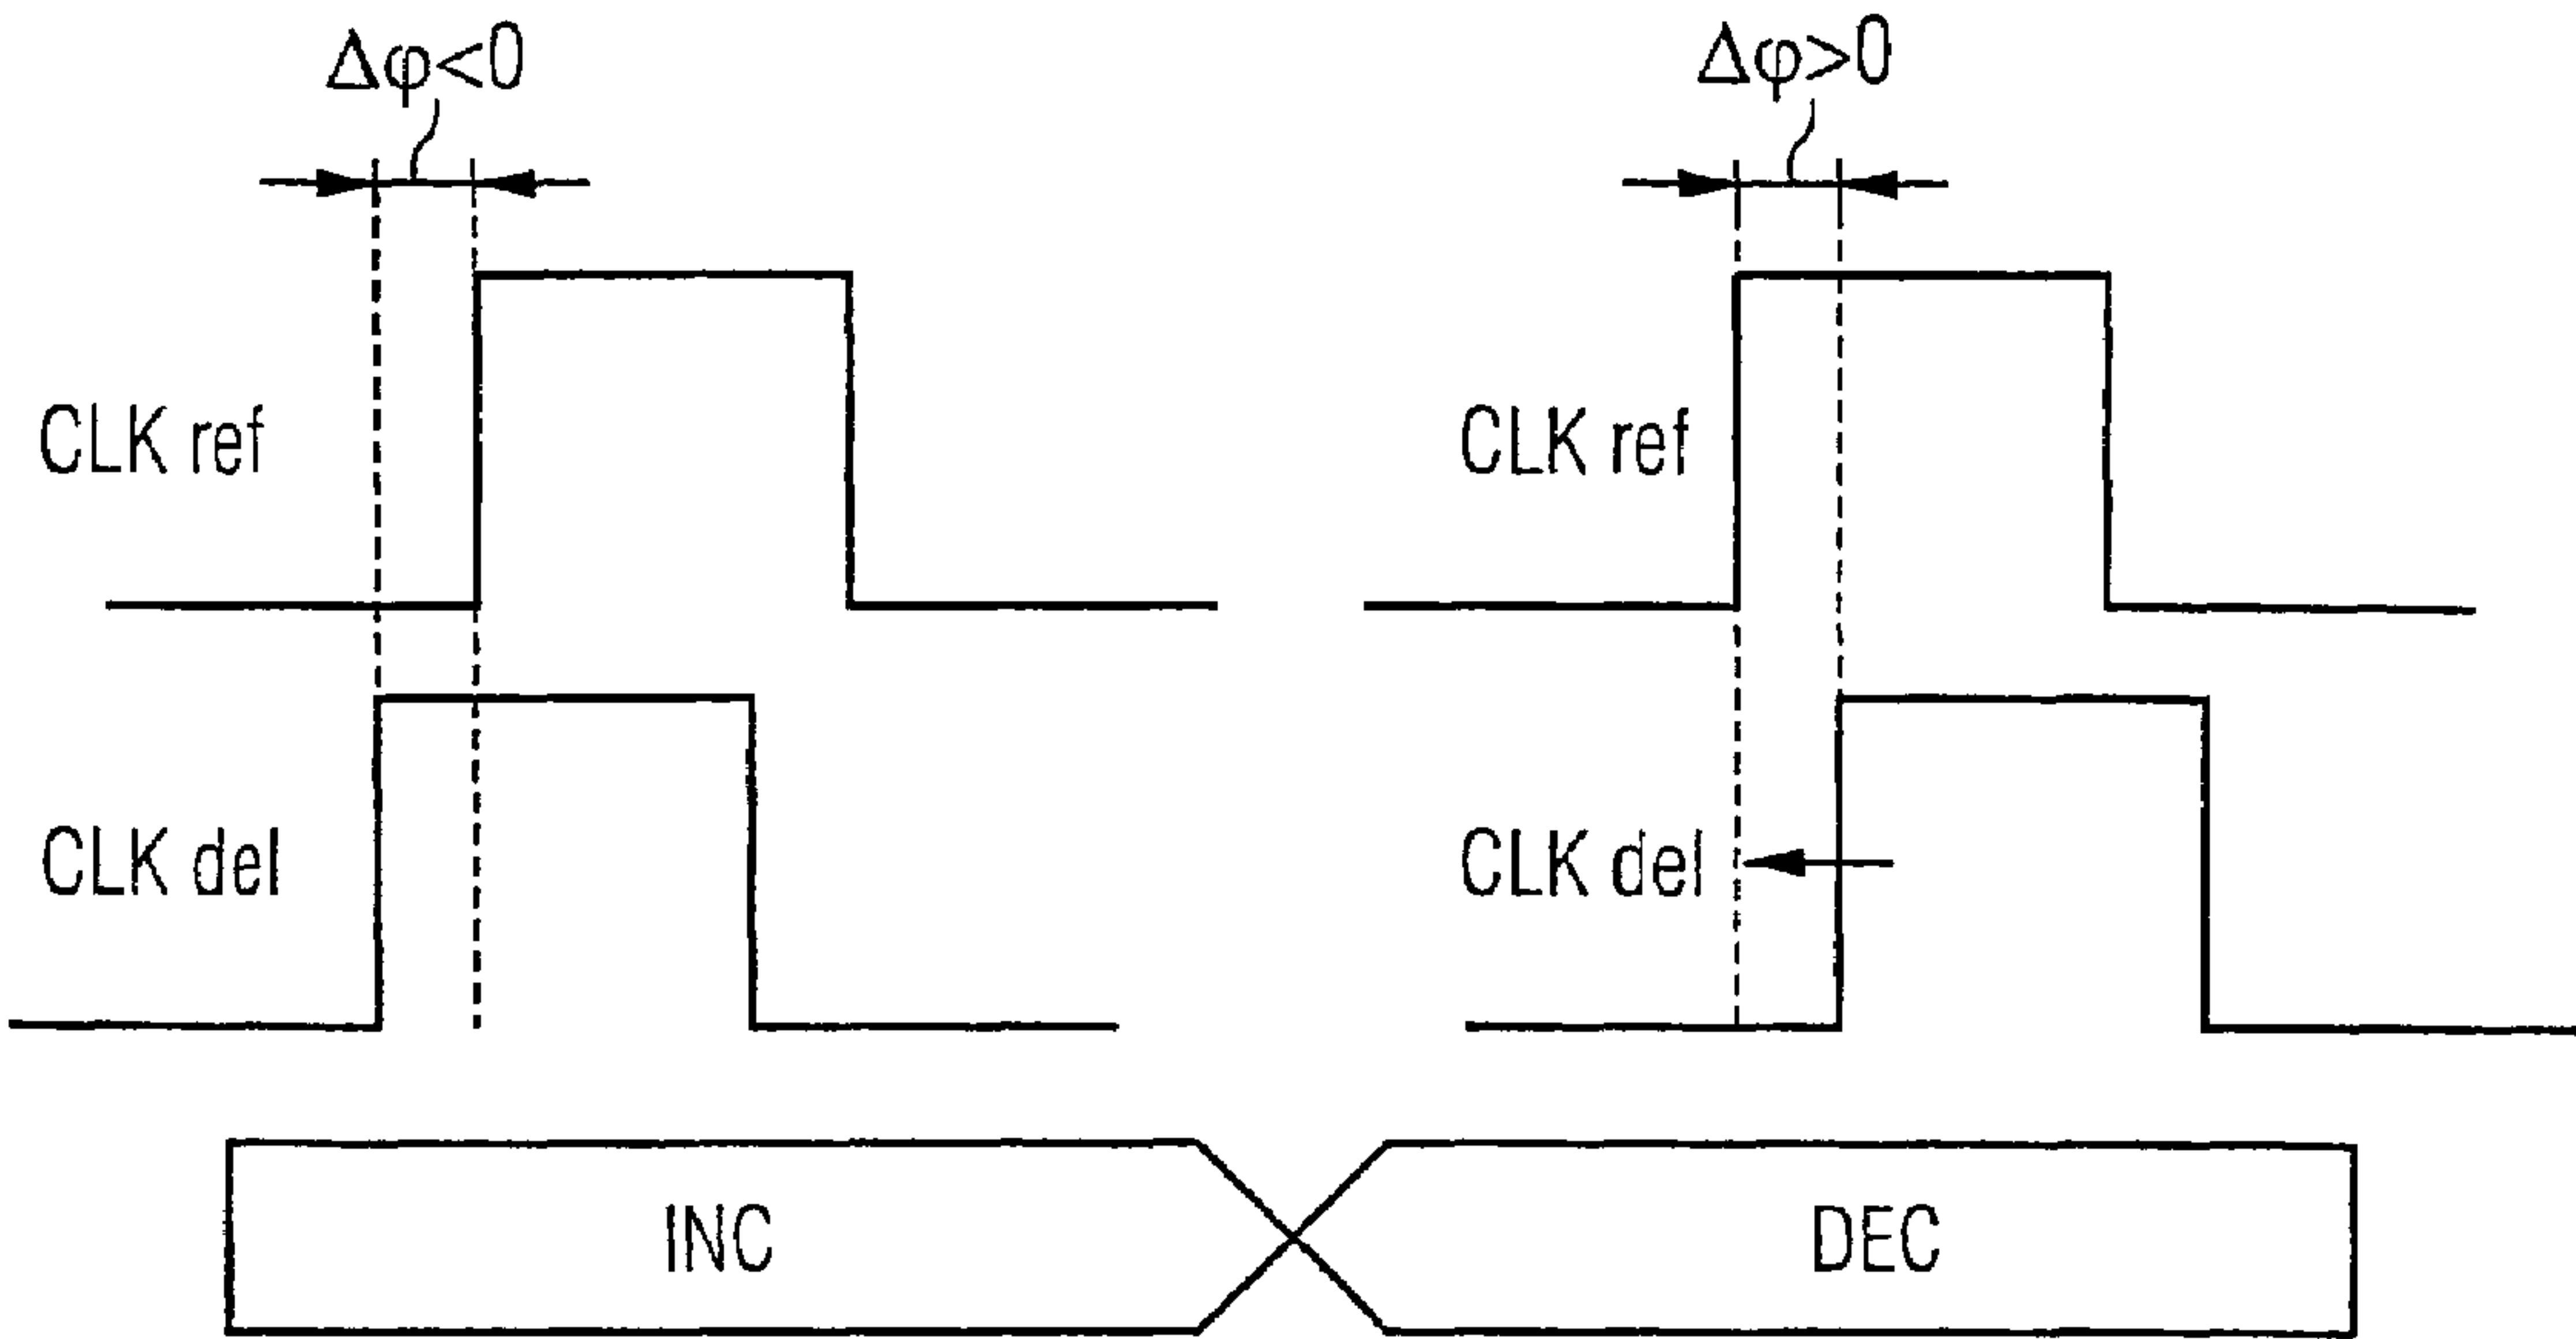 Δφ<0
Δφ>0
CLK ref
CLK ref
CLK del
CLK del
INC
DEC